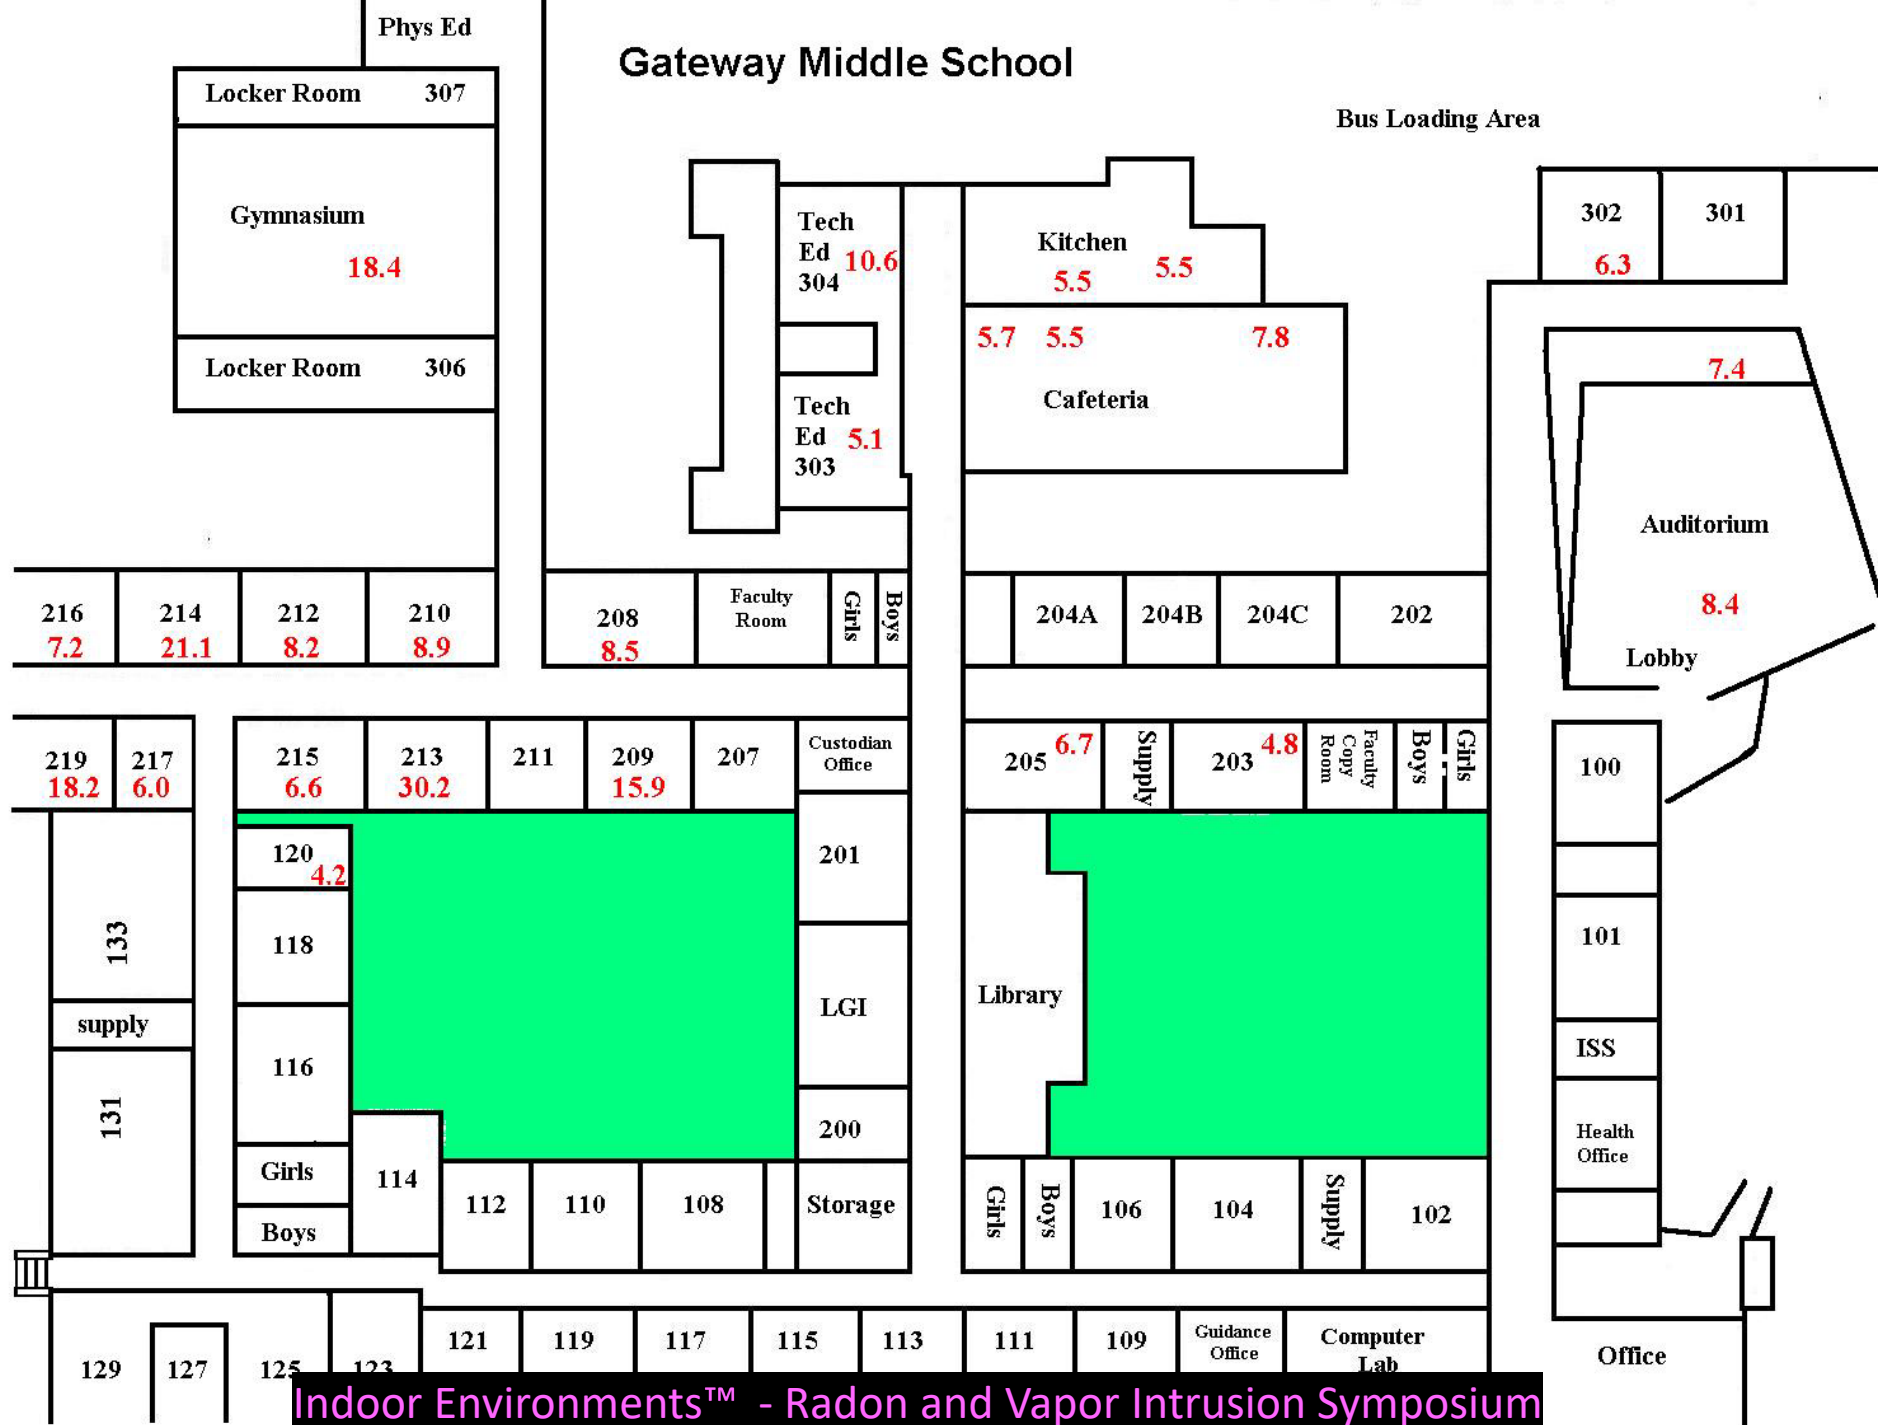 Phys Ed
Gateway Middle School
Locker Room 307
Bus Loading Area
Gymnasium
18.4
Tech
Ed 10.6
304
Kitchen
5.5 5.5
302 301
6.3
5.7 5.5 7.8
Locker Room 306
7.4
Cafeteria
Tech
Ed 5.1
303
Auditorium
8.4
Lobby
216
7.2
214
21.1
212
8.2
210
8.9
208
8.5
Faculty
Room
Girls
Boys
204A
204B
204C
202
219
18.2
217
6.0
215
6.6
213
30.2
211
209
15.9
207
Custodian
Office
205 6.7
Supply
203 4.8
Faculty
Copy
Room
Boys
Girls
100
120
4.2
201
133
118
101
Library
LGI
supply
ISS
116
131
200
Health
Office
Girls
114
112
110
108
Storage
Girls
Boys
106
104
Supply
102
Boys
129
127
125
123
121
119
117
115
113
111
109
Guidance
Office
Computer
Lab
Office
Indoor Environments™ - Radon and Vapor Intrusion Symposium